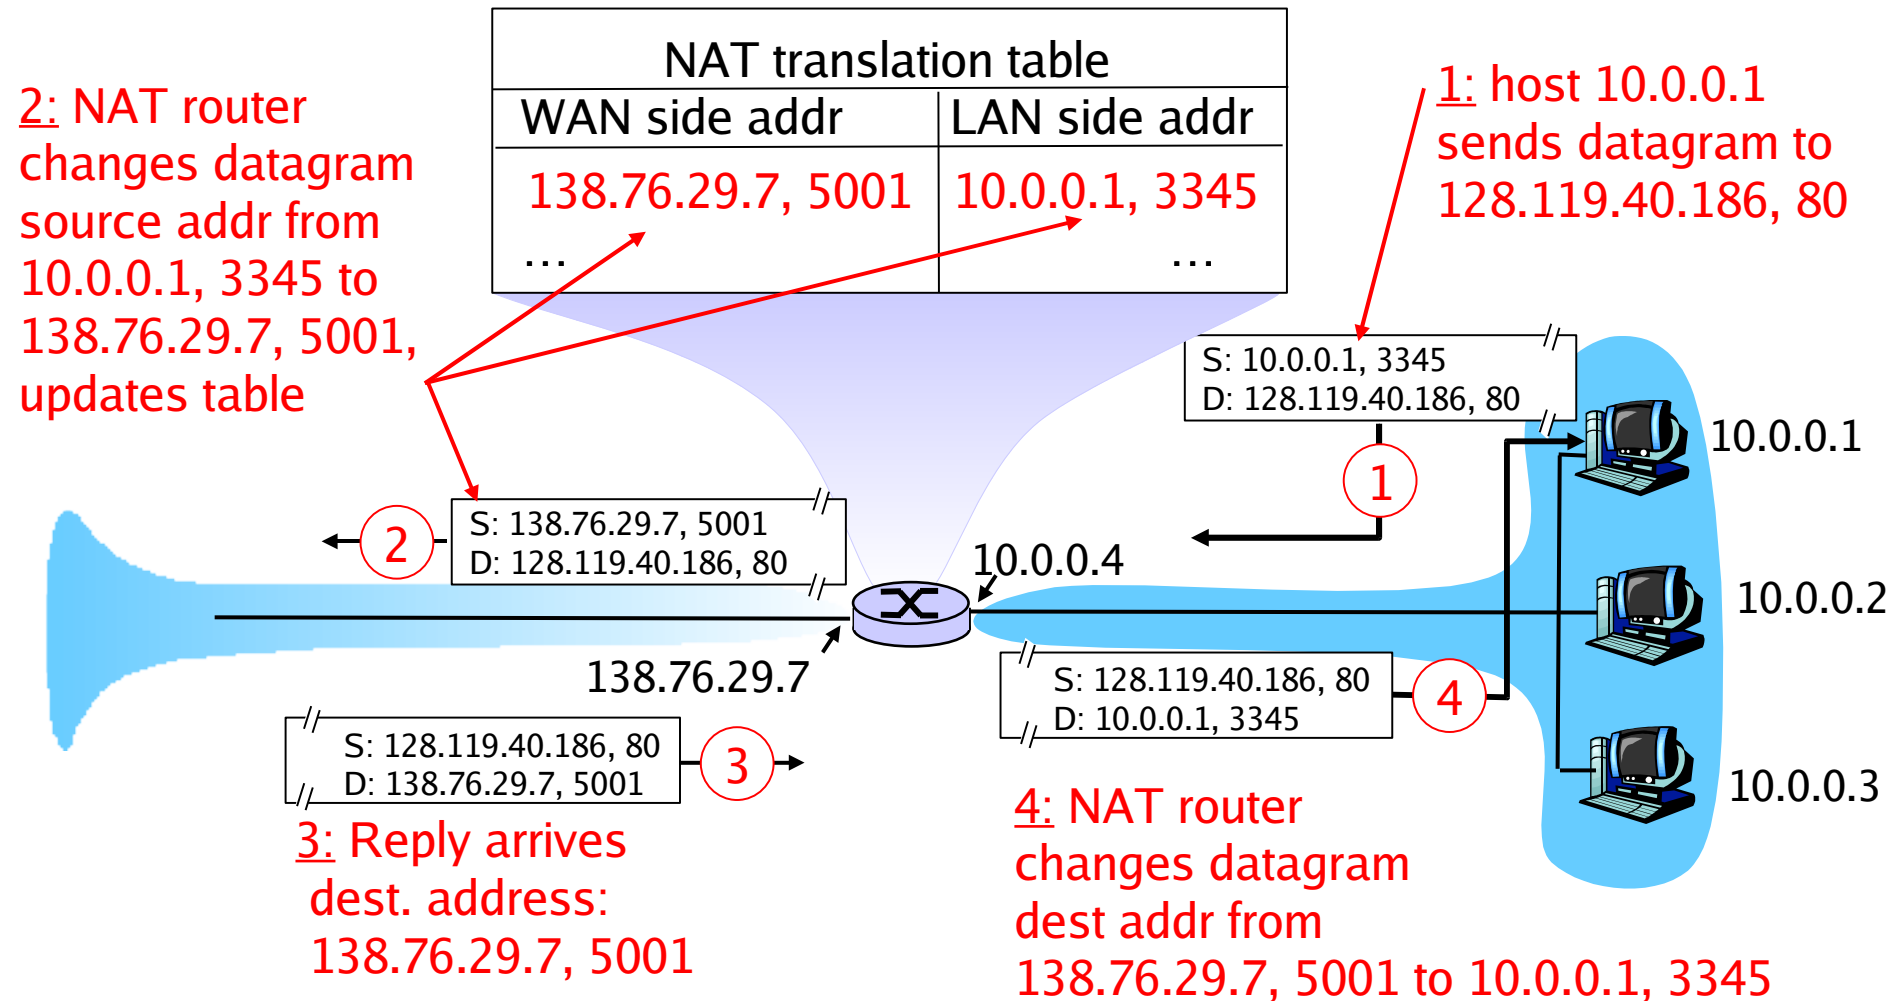 NAT translation table
WAN side addr LAN side addr
138.76.29.7, 5001 10.0.0.1, 3345
... ...
2: NAT router
changes datagram
source addr from
10.0.0.1, 3345 to
138.76.29.7, 5001,
updates table
1: host 10.0.0.1
sends datagram to
128.119.40.186, 80
S: 10.0.0.1, 3345
D: 128.119.40.186, 80
1
10.0.0.1
S: 138.76.29.7, 5001
D: 128.119.40.186, 80
2
10.0.0.4
10.0.0.2
138.76.29.7
S: 128.119.40.186, 80
D: 10.0.0.1, 3345
4
S: 128.119.40.186, 80
D: 138.76.29.7, 5001
3
10.0.0.3
3: Reply arrives
dest. address:
138.76.29.7, 5001
4: NAT router
changes datagram
dest addr from
138.76.29.7, 5001 to 10.0.0.1, 3345